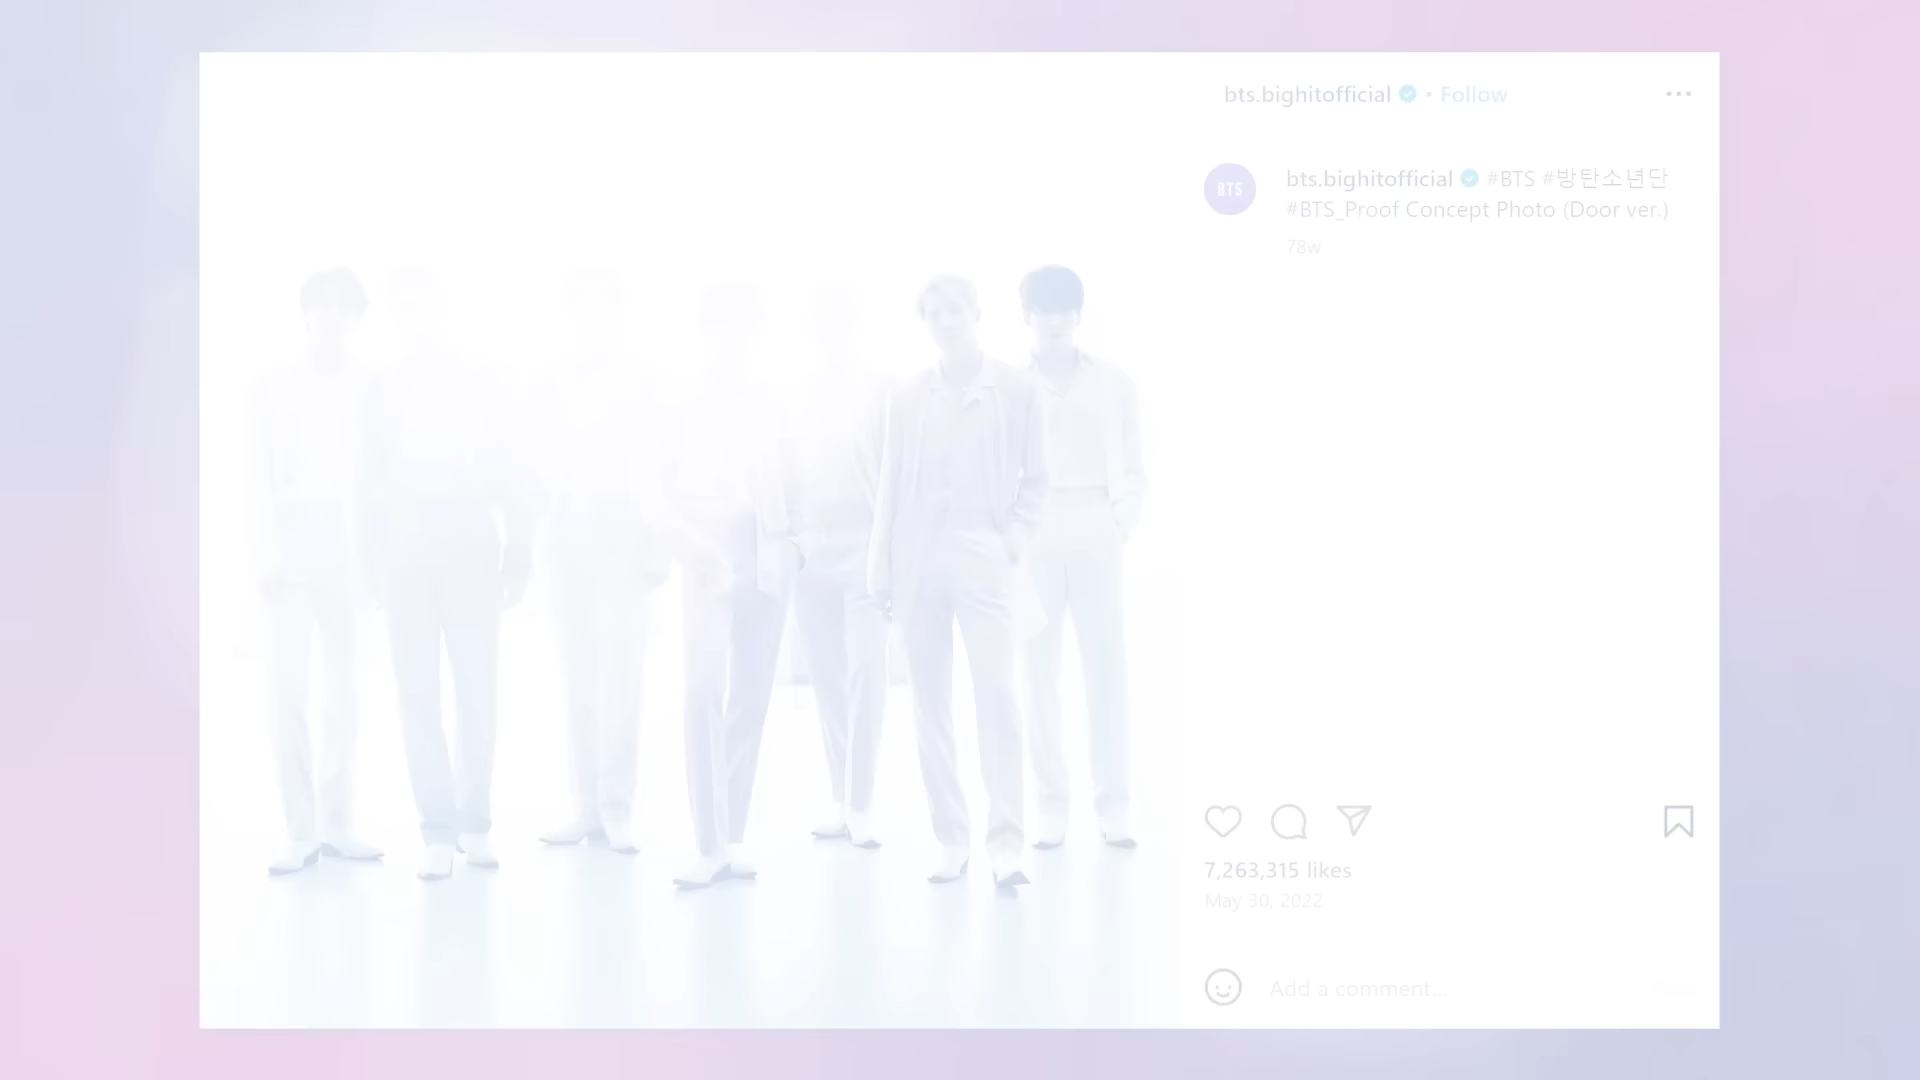 bts.bighitofficial • Follow
BTS
bts.bighitofficial #BTS #방탄소년단
#BTS_Proof Concept Photo (Door ver.)
78w
7,263,315 likes
May 30, 2022
Add a comment...